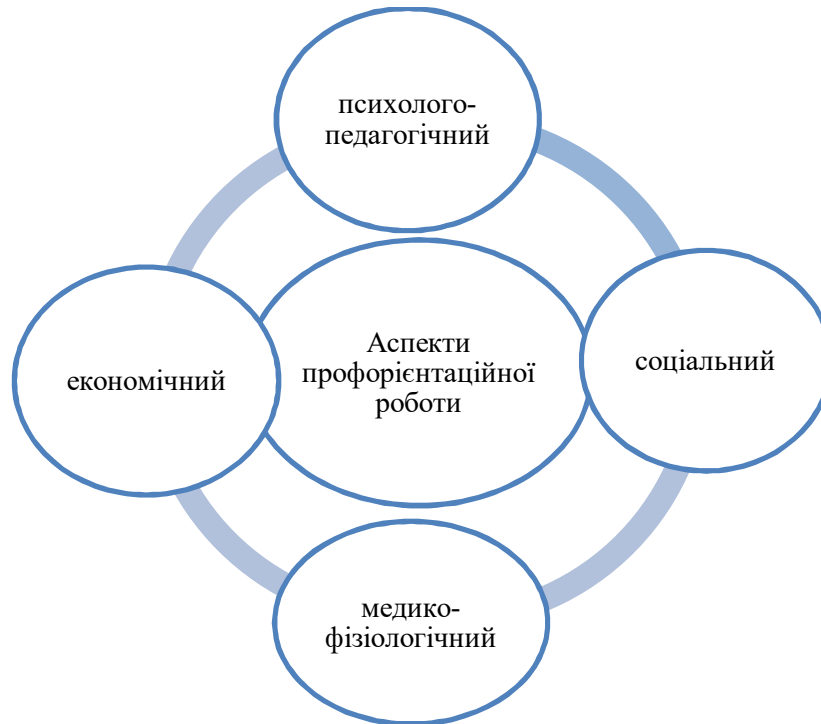 психолого-
педагогічний
економічний
Аспекти
профорієнтаційної
роботи
соціальний
медико-
фізіологічний